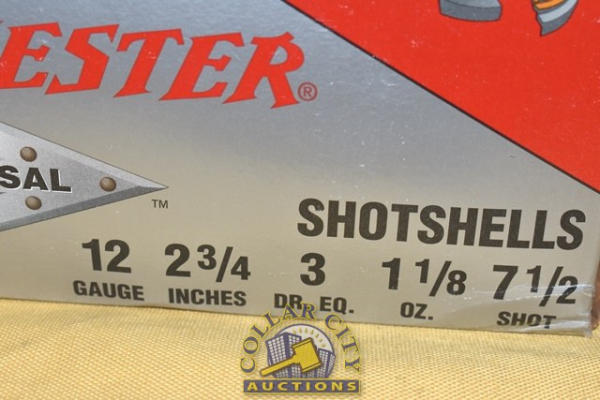 ESTER®
SAL
TM
SHOTSHELLS
12 2 3/4 3 1 1/8 7 1/2
GAUGE INCHES DR. EQ. OZ. SHOT
COLLAR CITY
AUCTIONS